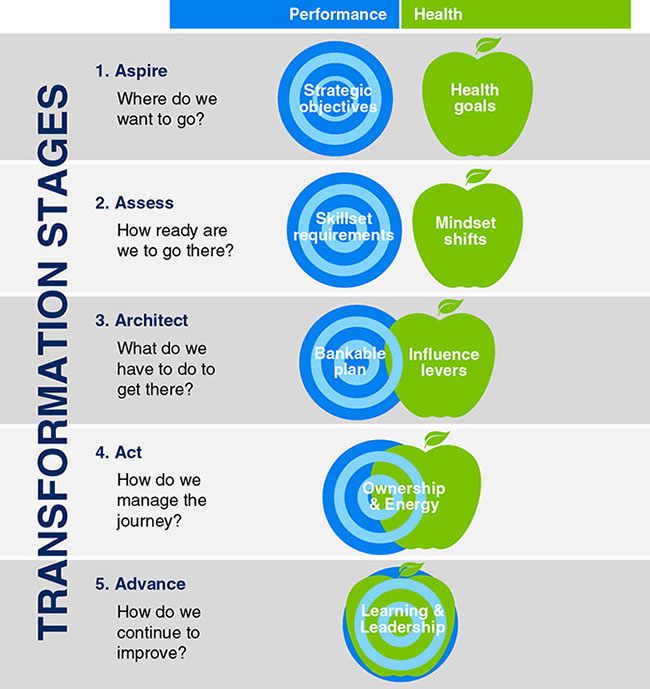 Performance
Health
TRANSFORMATION STAGES
1. Aspire
Where do we
want to go?
Strategic
objectives
Health
goals
2. Assess
How ready are
we to go there?
Skillset
requirements
Mindset
shifts
3. Architect
What do we
have to do to
get there?
Bankable
plan
Influence
levers
4. Act
How do we
manage the
journey?
Ownership
& Energy
5. Advance
How do we
continue to
improve?
Learning &
Leadership